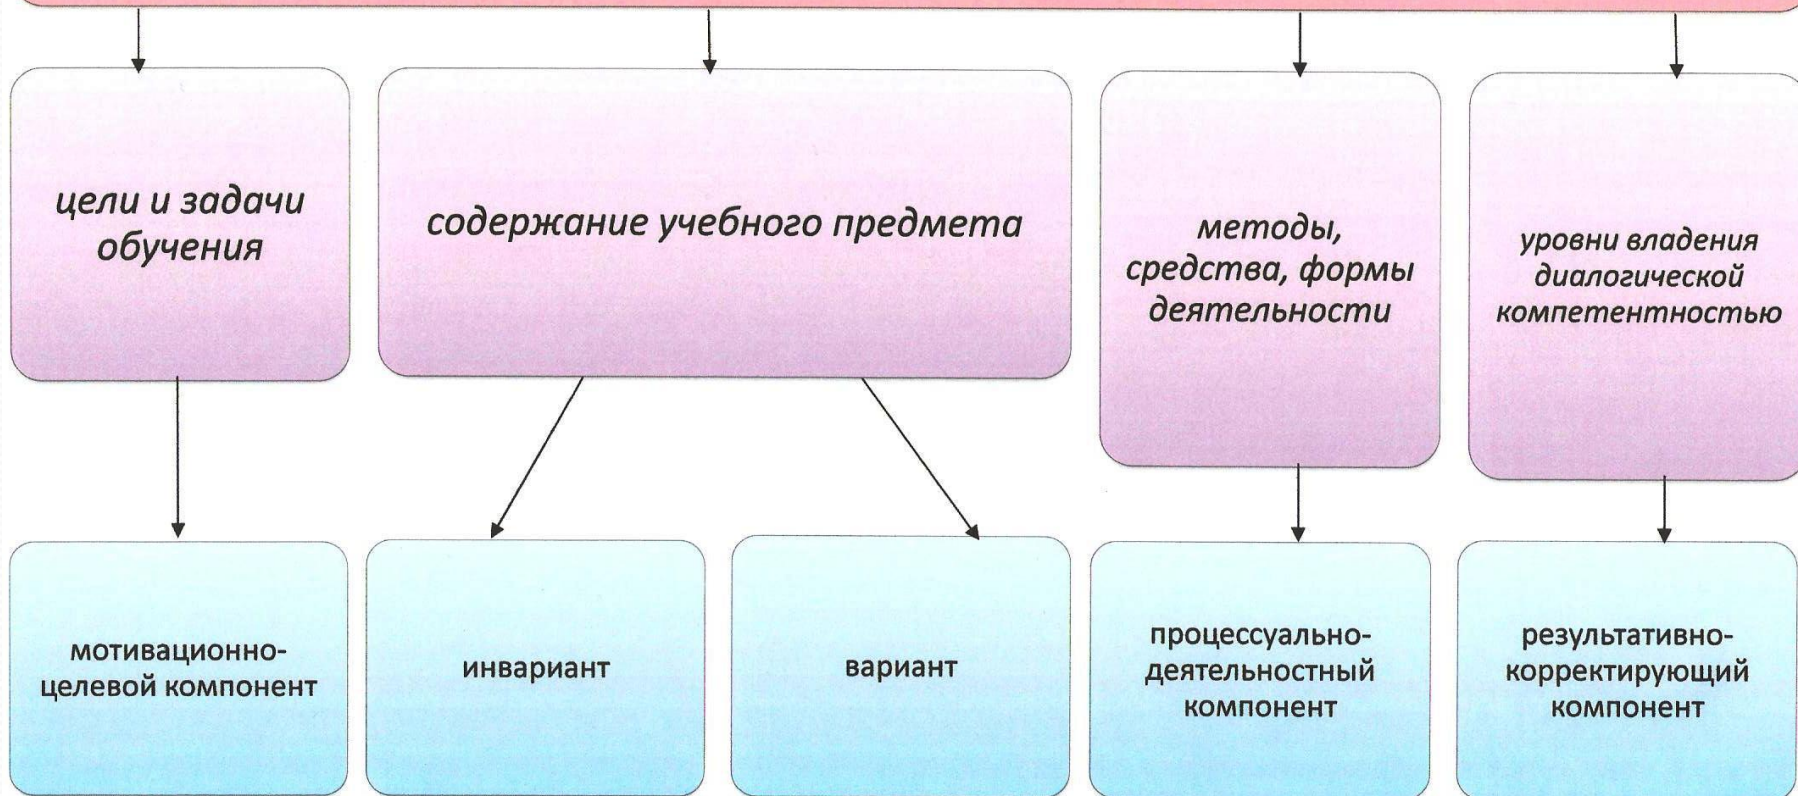 цели и задачи
обучения
содержание учебного предмета
методы,
средства, формы
деятельности
уровни владения
диалогической
компетентностью
мотивационно-
целевой компонент
инвариант
вариант
процессуально-
деятельностный
компонент
результативно-
корректирующий
компонент